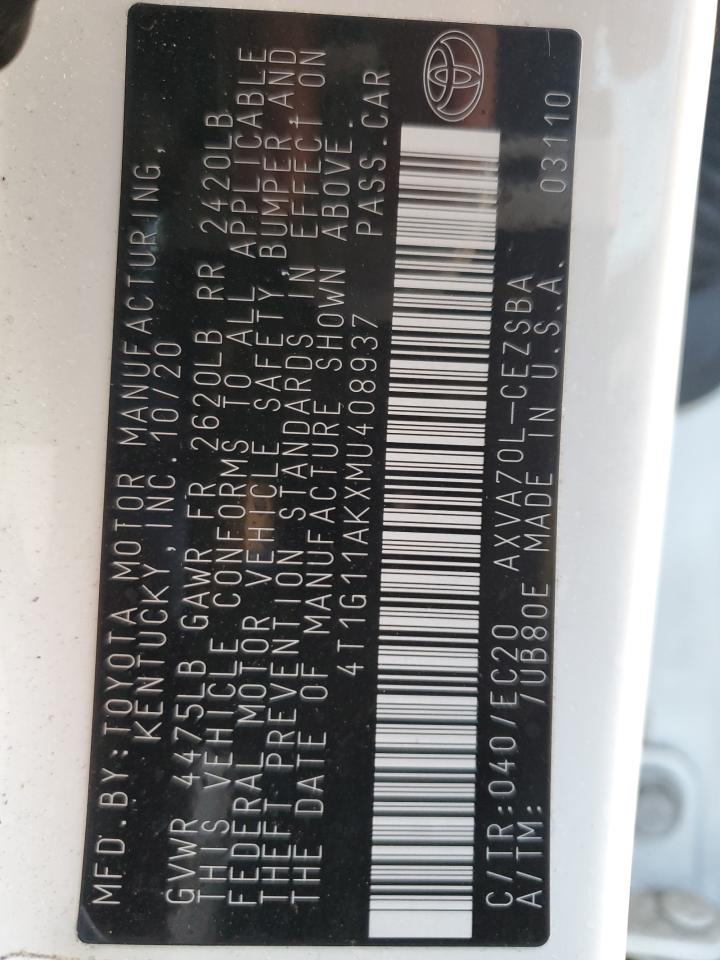 MFD.BY:TOYOTA MOTOR MANUFACTURING,
KENTUCKY,INC. 10/20
GVWR 4475LB GAWR FR 2620LB RR 2420LB
THIS VEHICLE CONFORMS TO ALL APPLICABLE
FEDERAL MOTOR VEHICLE SAFETY,BUMPER,AND
THEFT PREVENTION STANDARDS IN EFFECT ON
THE DATE OF MANUFACTURE SHOWN ABOVE.
4T1G11AKXMU408937 PASS.CAR
C/TR:040/EC20 AXVA70L-CEZSBA 03110
A/TM: /UB80E MADE IN U.S.A.